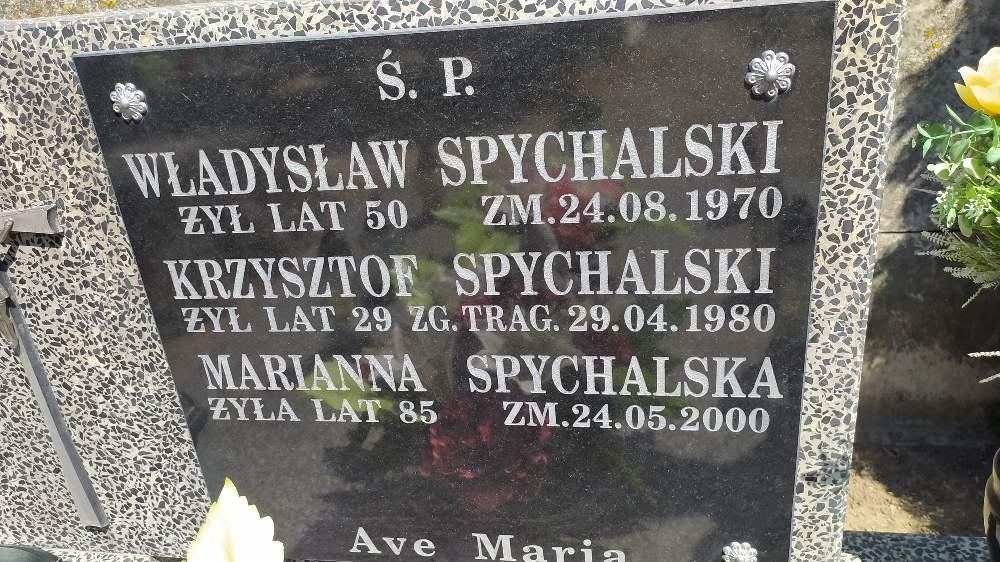 Ś. P.
WŁADYSŁAW SPYCHALSKI
ŻYŁ LAT 50 ZM.24.08.1970
KRZYSZTOF SPYCHALSKI
ŻYŁ LAT 29 ZG.TRAG.29.04.1980
MARIANNA SPYCHALSKA
ŻYŁA LAT 85 ZM.24.05.2000
Ave Maria